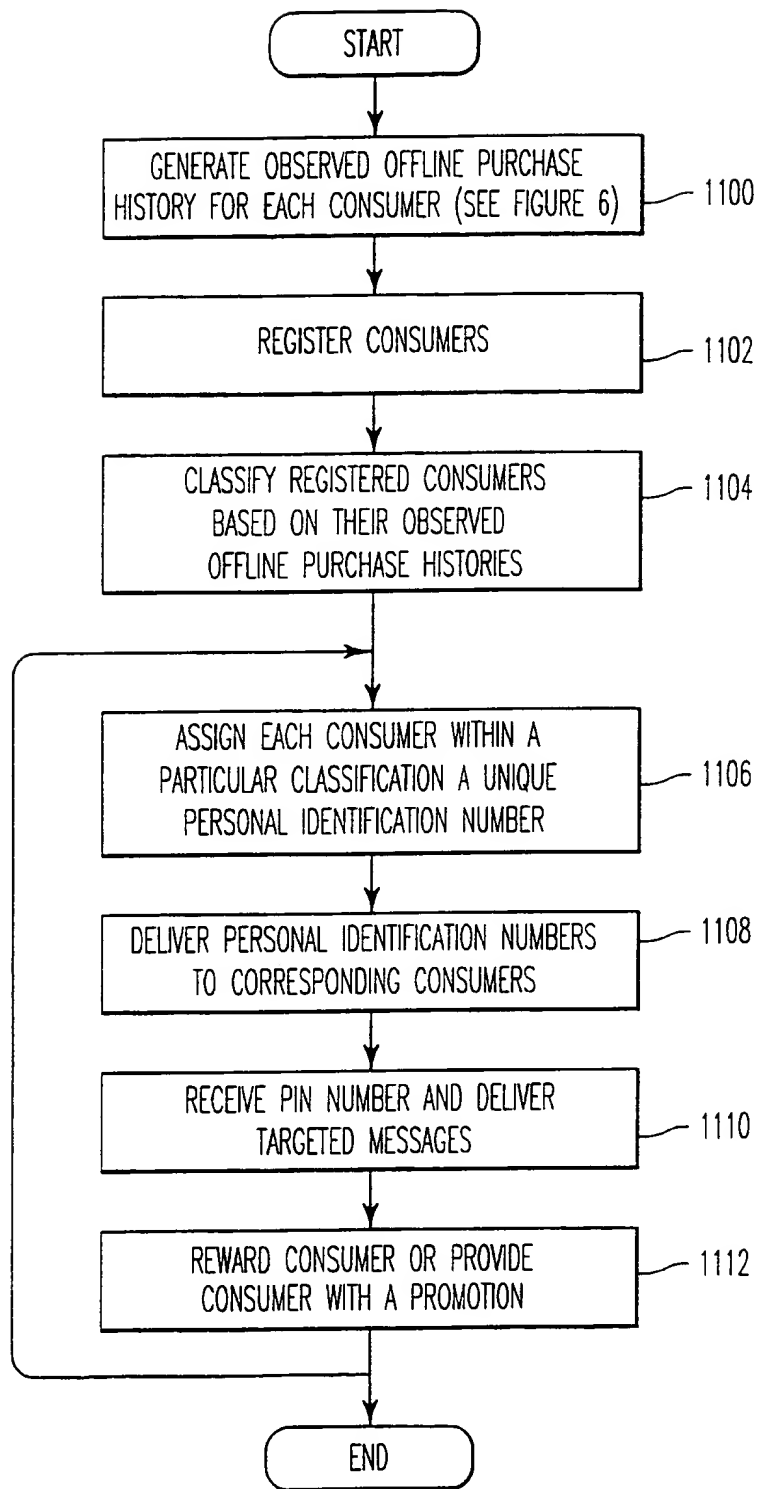 START
GENERATE OBSERVED OFFLINE PURCHASE
HISTORY FOR EACH CONSUMER (SEE FIGURE 6)
1100
REGISTER CONSUMERS
1102
CLASSIFY REGISTERED CONSUMERS
BASED ON THEIR OBSERVED
OFFLINE PURCHASE HISTORIES
1104
ASSIGN EACH CONSUMER WITHIN A
PARTICULAR CLASSIFICATION A UNIQUE
PERSONAL IDENTIFICATION NUMBER
1106
DELIVER PERSONAL IDENTIFICATION NUMBERS
TO CORRESPONDING CONSUMERS
1108
RECEIVE PIN NUMBER AND DELIVER
TARGETED MESSAGES
1110
REWARD CONSUMER OR PROVIDE
CONSUMER WITH A PROMOTION
1112
END